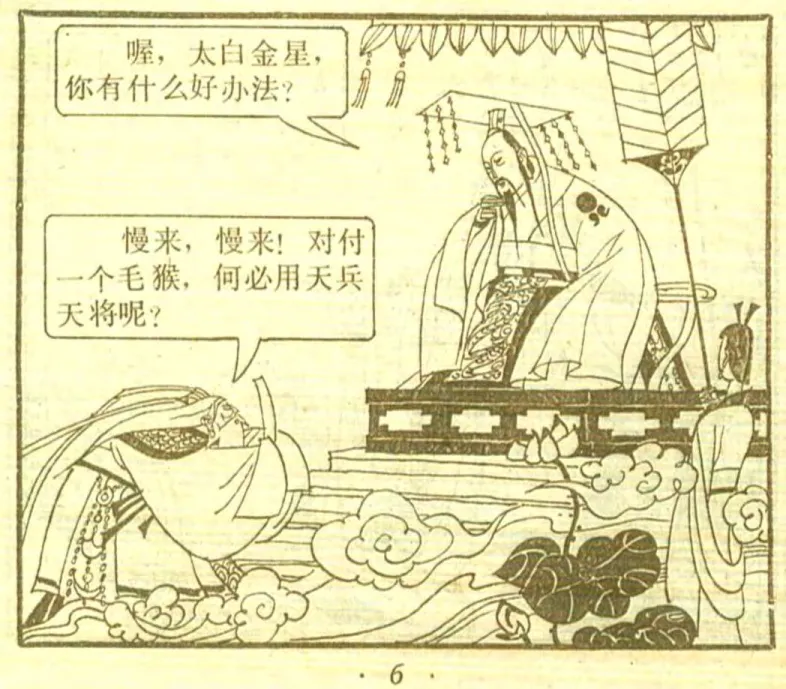 喔，太白金星，
你有什么好办法？
慢来，慢来！对付
一个毛猴，何必用天兵
天将呢？
· 6 ·